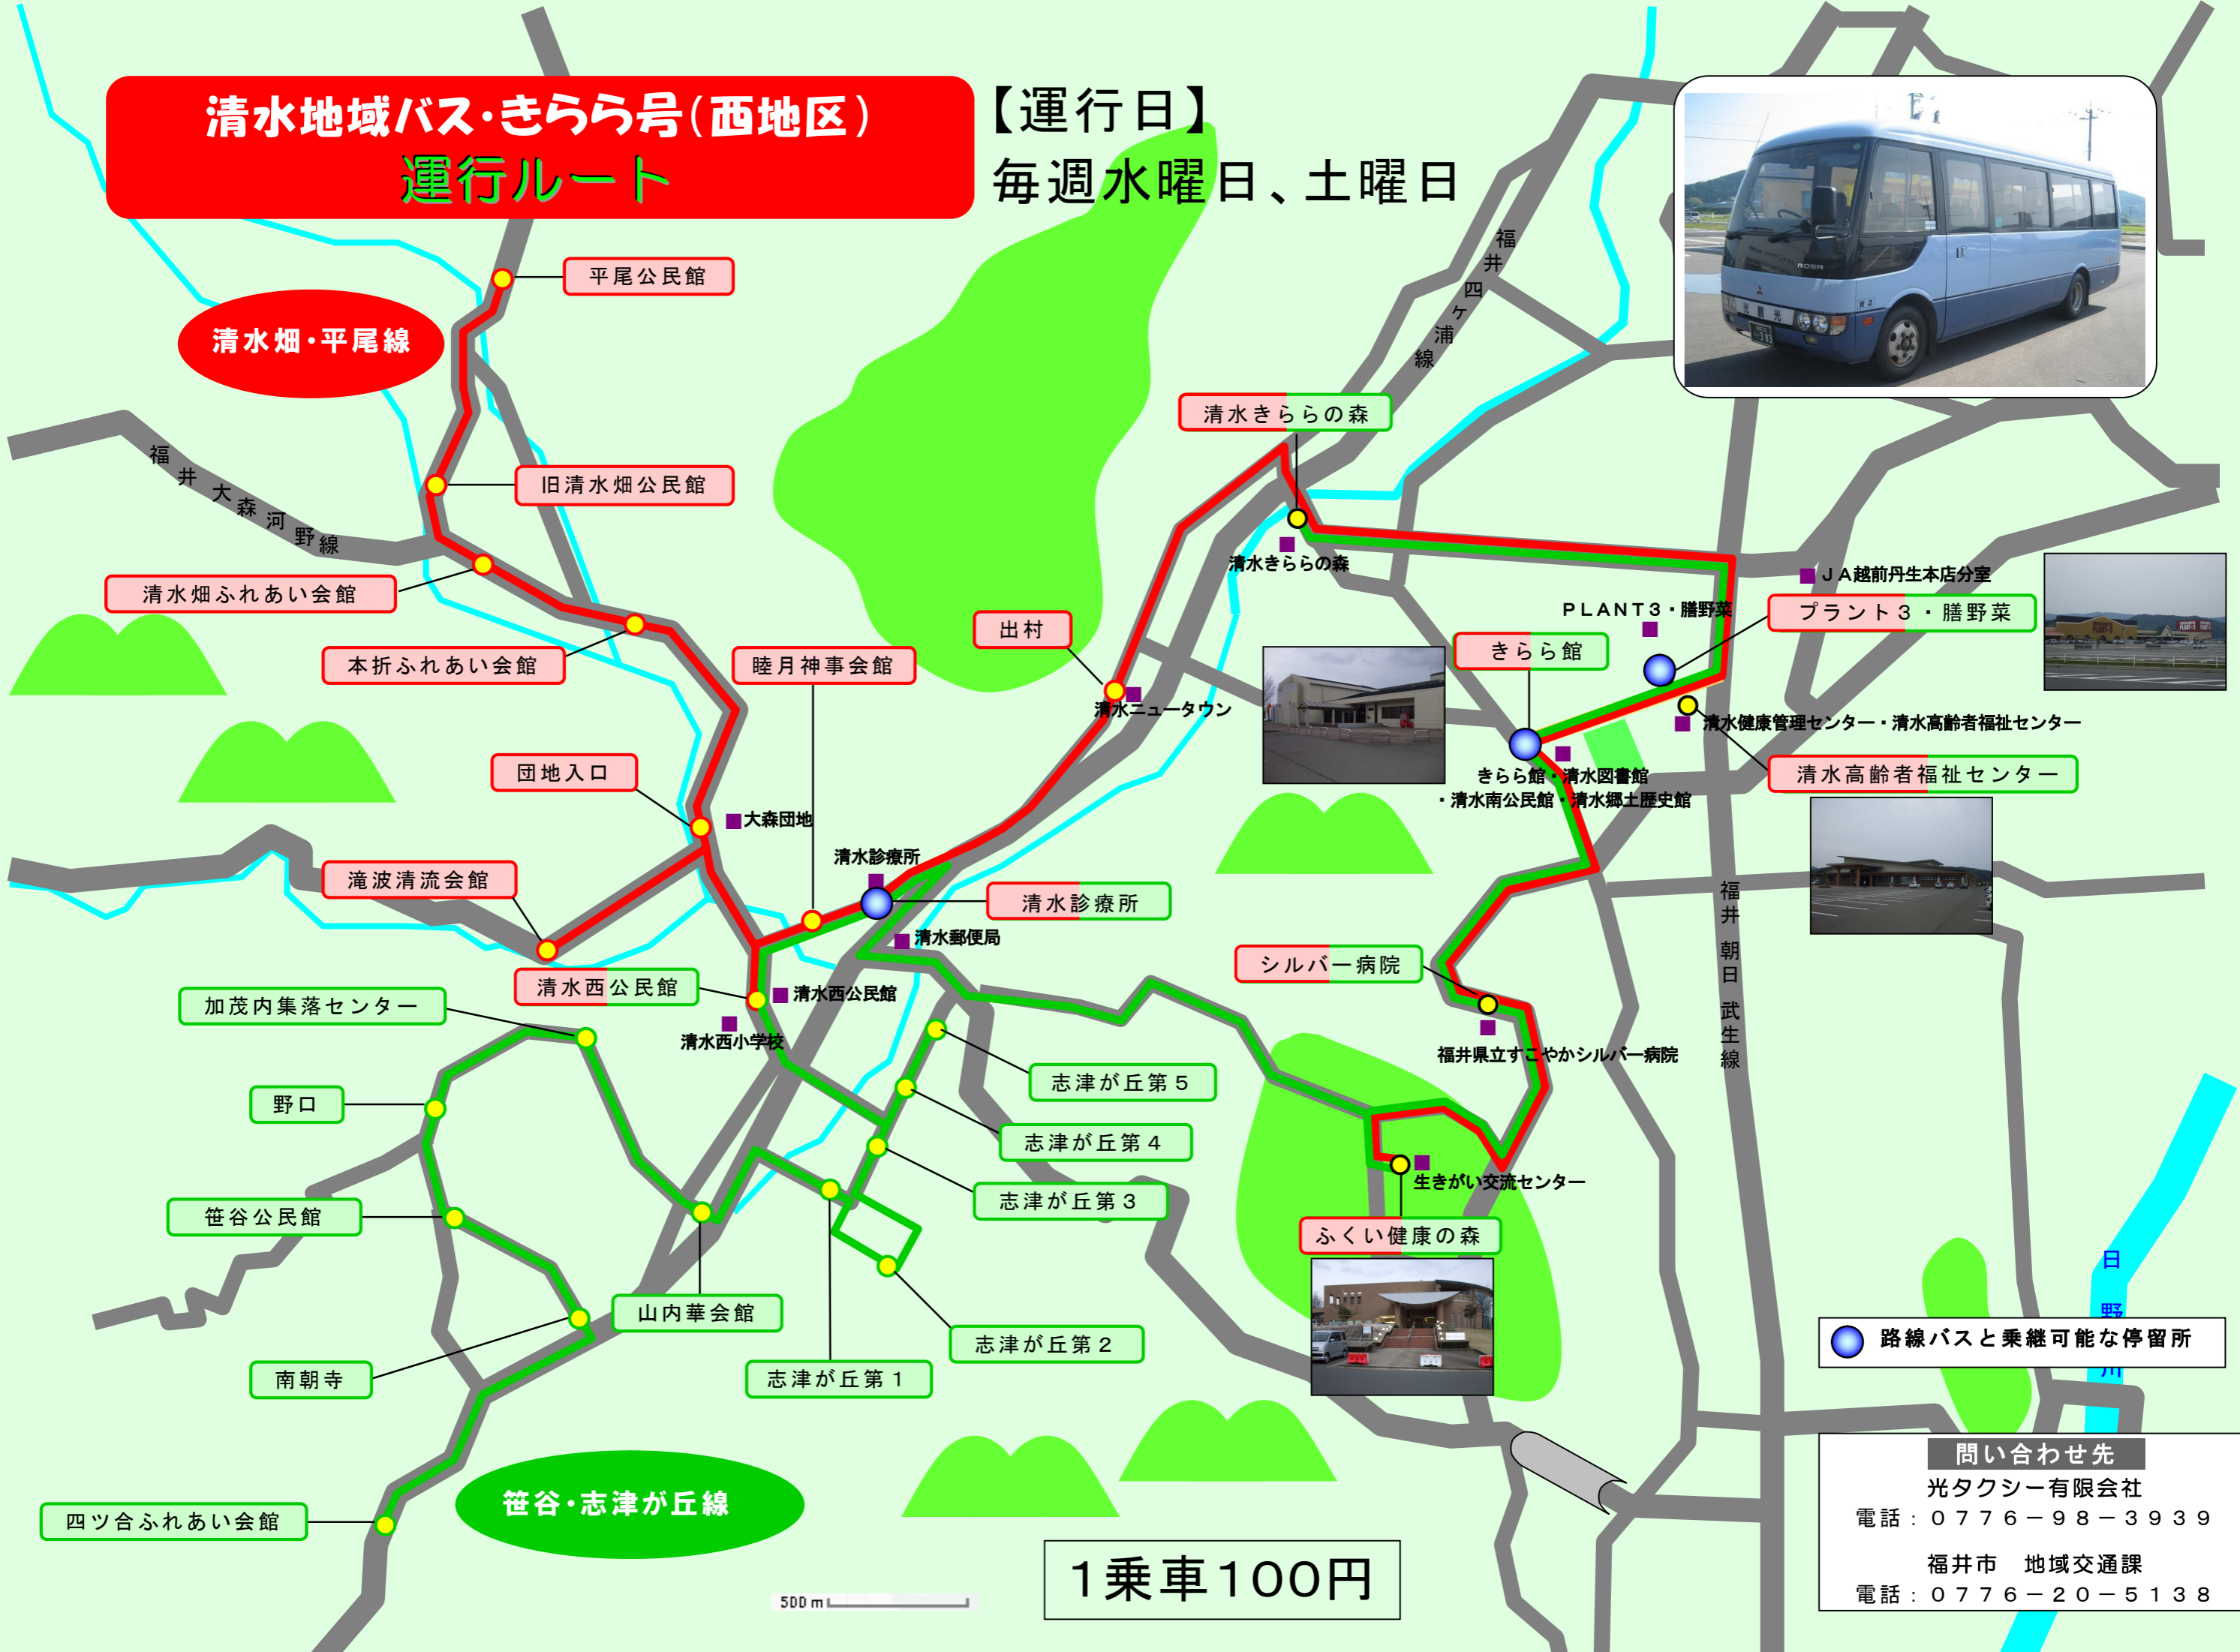 清水地域バス・きらら号(西地区)
運行ルート
【運行日】
毎週水曜日、土曜日
清水畑・平尾線
平尾公民館
旧清水畑公民館
福井大森河野線
清水畑ふれあい会館
本折ふれあい会館
睦月神事会館
出村
清水ニュータウン
福井四ヶ浦線
清水きららの森
清水きららの森
ROSA
光観光
JA越前丹生本店分室
PLANT3・膳野菜
プラント3・膳野菜
きらら館
清水健康管理センター・清水高齢者福祉センター
清水高齢者福祉センター
きらら館・清水図書館
・清水南公民館・清水郷土歴史館
団地入口
大森団地
清水診療所
清水診療所
滝波清流会館
清水郵便局
清水西公民館
清水西公民館
清水西小学校
シルバー病院
福井県立すこやかシルバー病院
福井朝日武生線
加茂内集落センター
野口
笹谷公民館
南朝寺
山内華会館
志津が丘第5
志津が丘第4
志津が丘第3
志津が丘第2
志津が丘第1
生きがい交流センター
ふくい健康の森
日野川
路線バスと乗継可能な停留所
四ツ合ふれあい会館
笹谷・志津が丘線
500m
1乗車100円
問い合わせ先
光タクシー有限会社
電話:0776-98-3939
福井市 地域交通課
電話:0776-20-5138